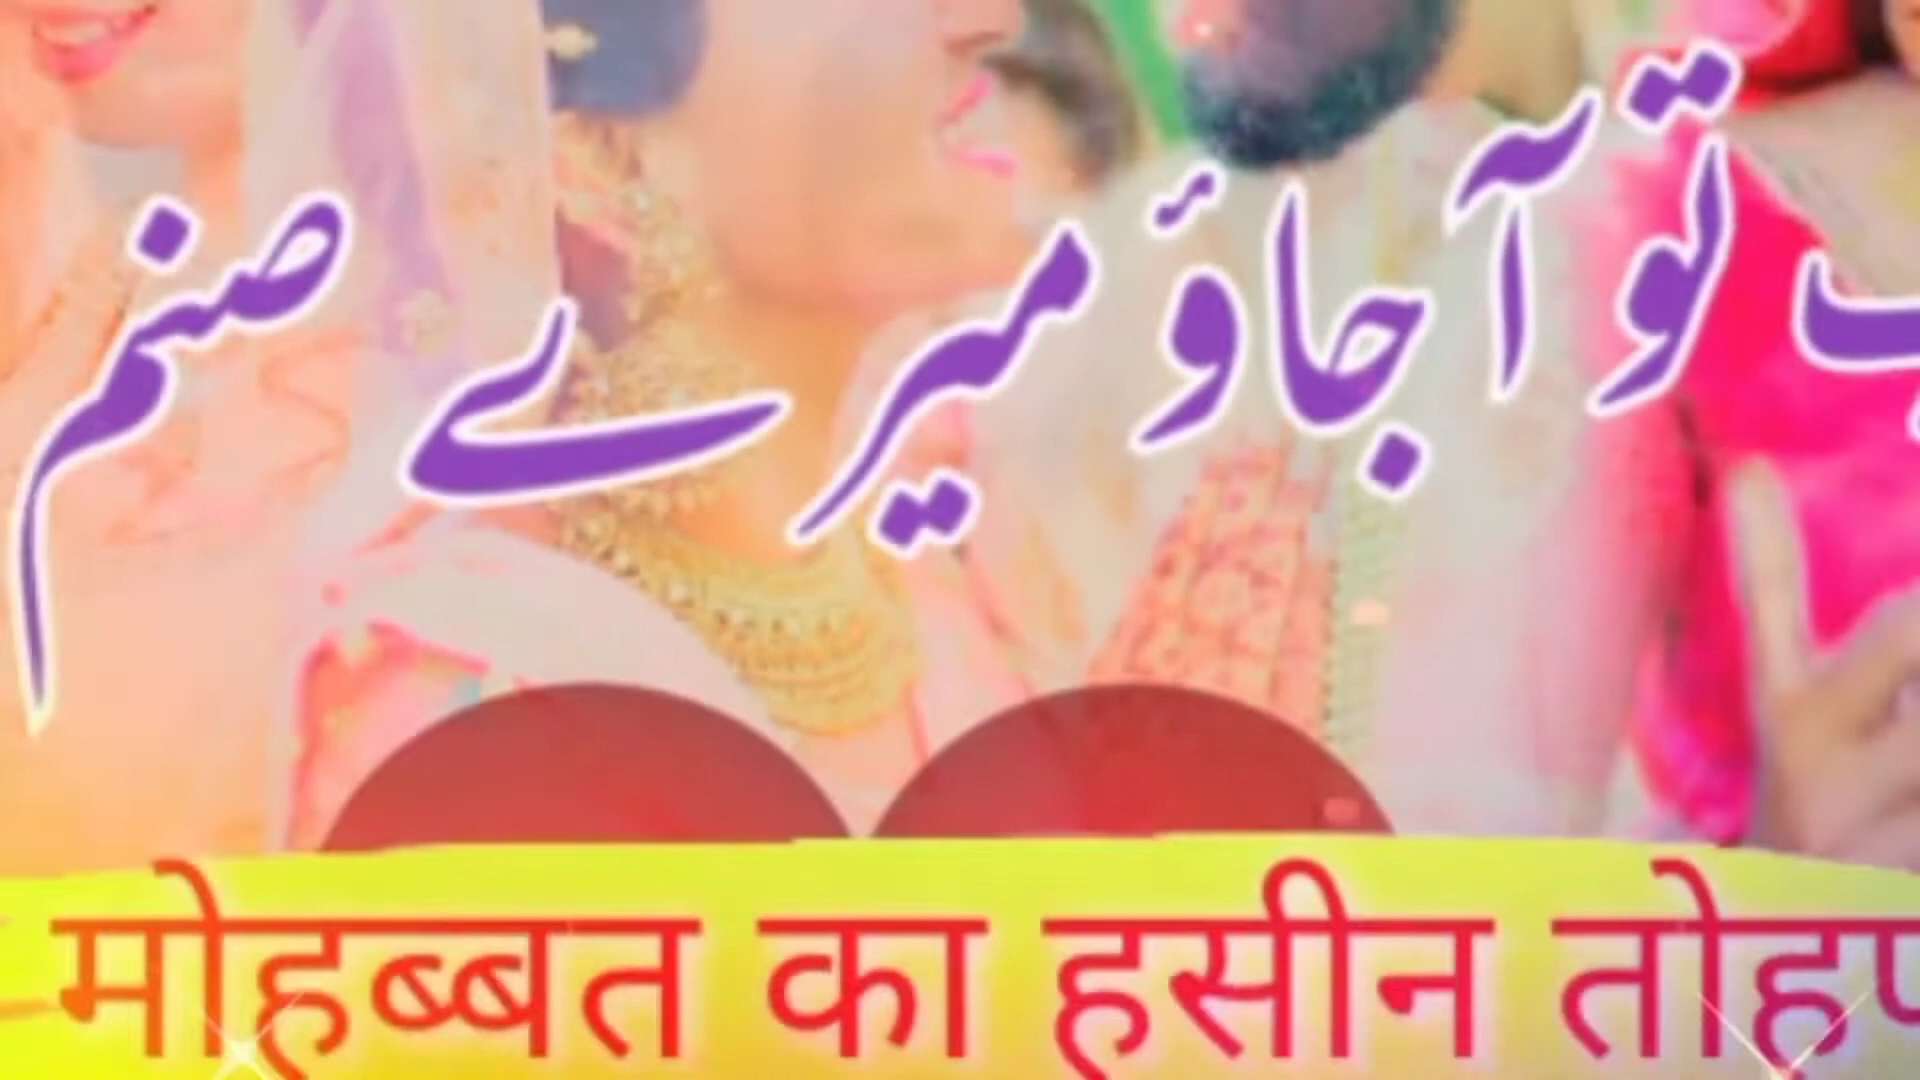 تو آجاؤ میرے صنم
मोहब्बत का हसीन